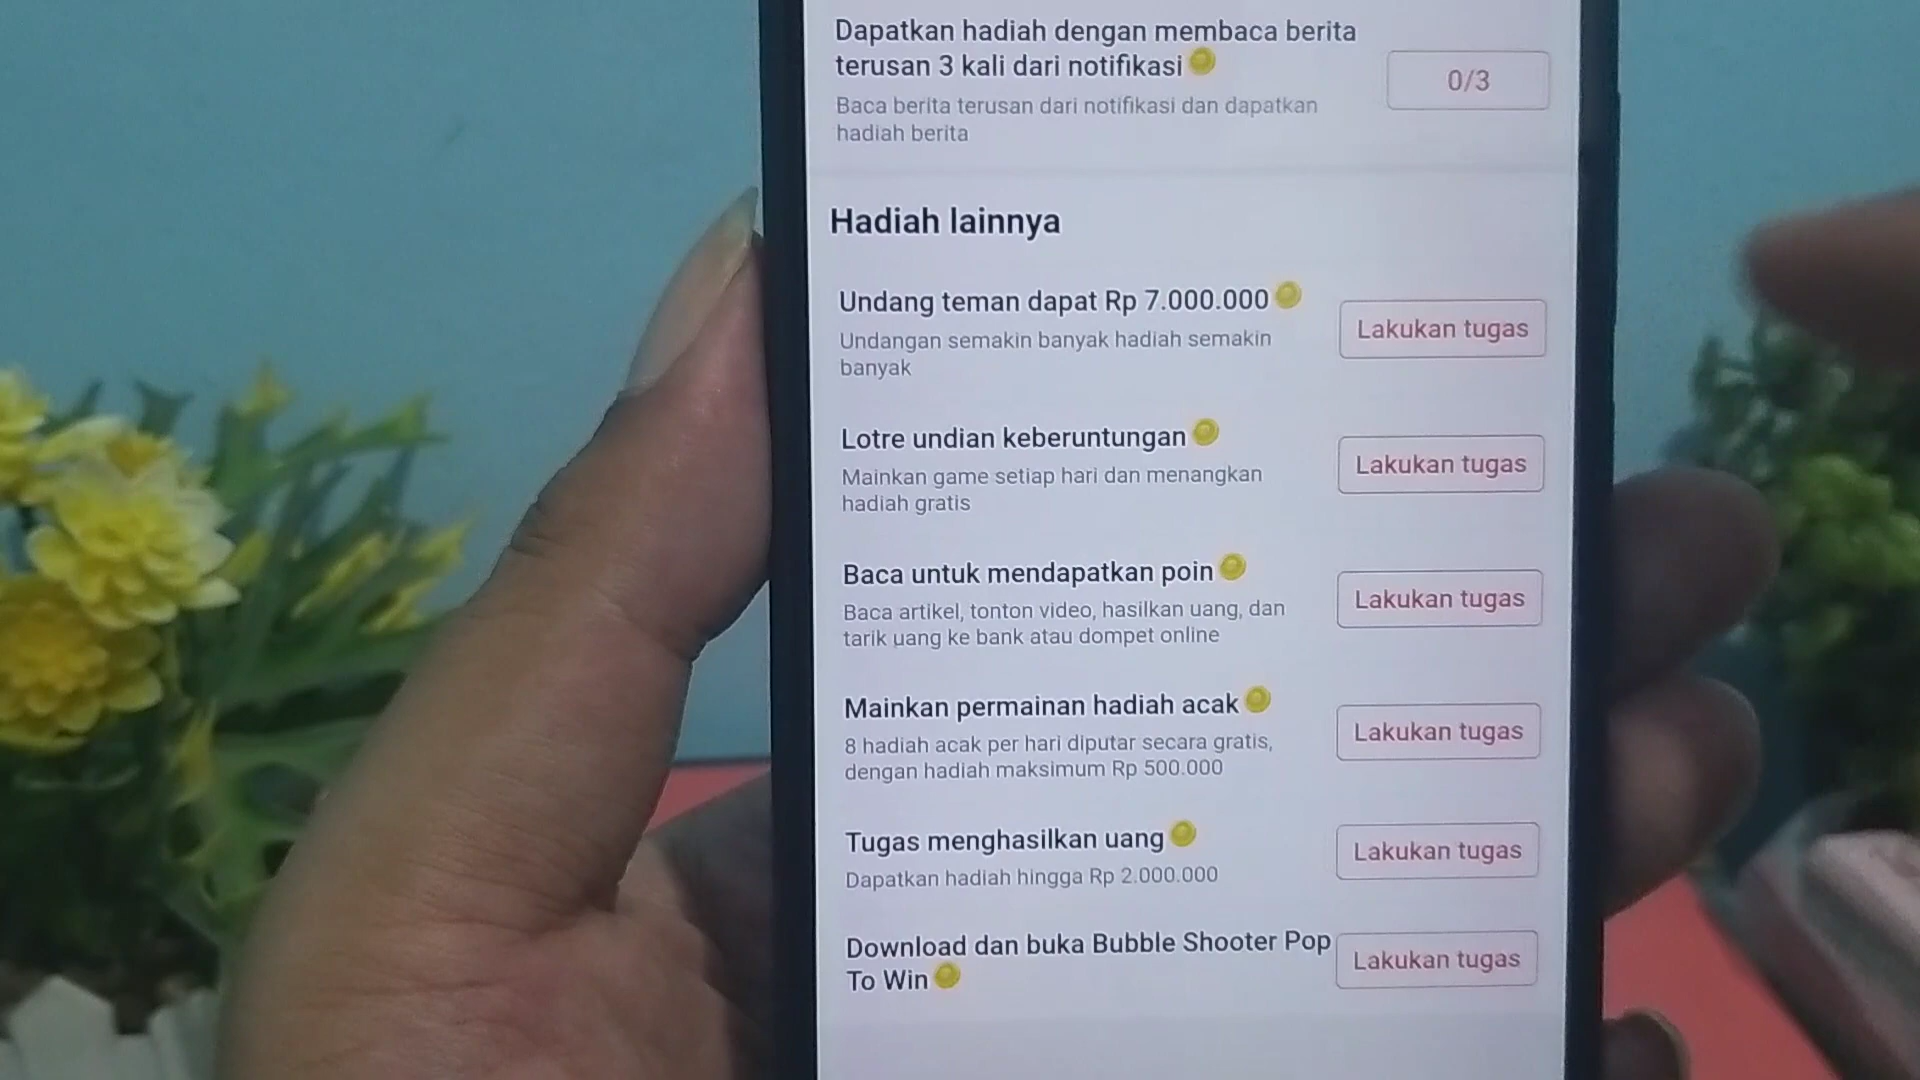 Dapatkan hadiah dengan membaca berita
terusan 3 kali dari notifikasi
0/3
Baca berita terusan dari notifikasi dan dapatkan
hadiah berita
Hadiah lainnya
Undang teman dapat Rp 7.000.000
Undangan semakin banyak hadiah semakin
banyak
Lakukan tugas
Lotre undian keberuntungan
Mainkan game setiap hari dan menangkan
hadiah gratis
Lakukan tugas
Baca untuk mendapatkan poin
Baca artikel, tonton video, hasilkan uang, dan
tarik uang ke bank atau dompet online
Lakukan tugas
Mainkan permainan hadiah acak
8 hadiah acak per hari diputar secara gratis,
dengan hadiah maksimum Rp 500.000
Lakukan tugas
Tugas menghasilkan uang
Dapatkan hadiah hingga Rp 2.000.000
Lakukan tugas
Download dan buka Bubble Shooter Pop
To Win
Lakukan tugas